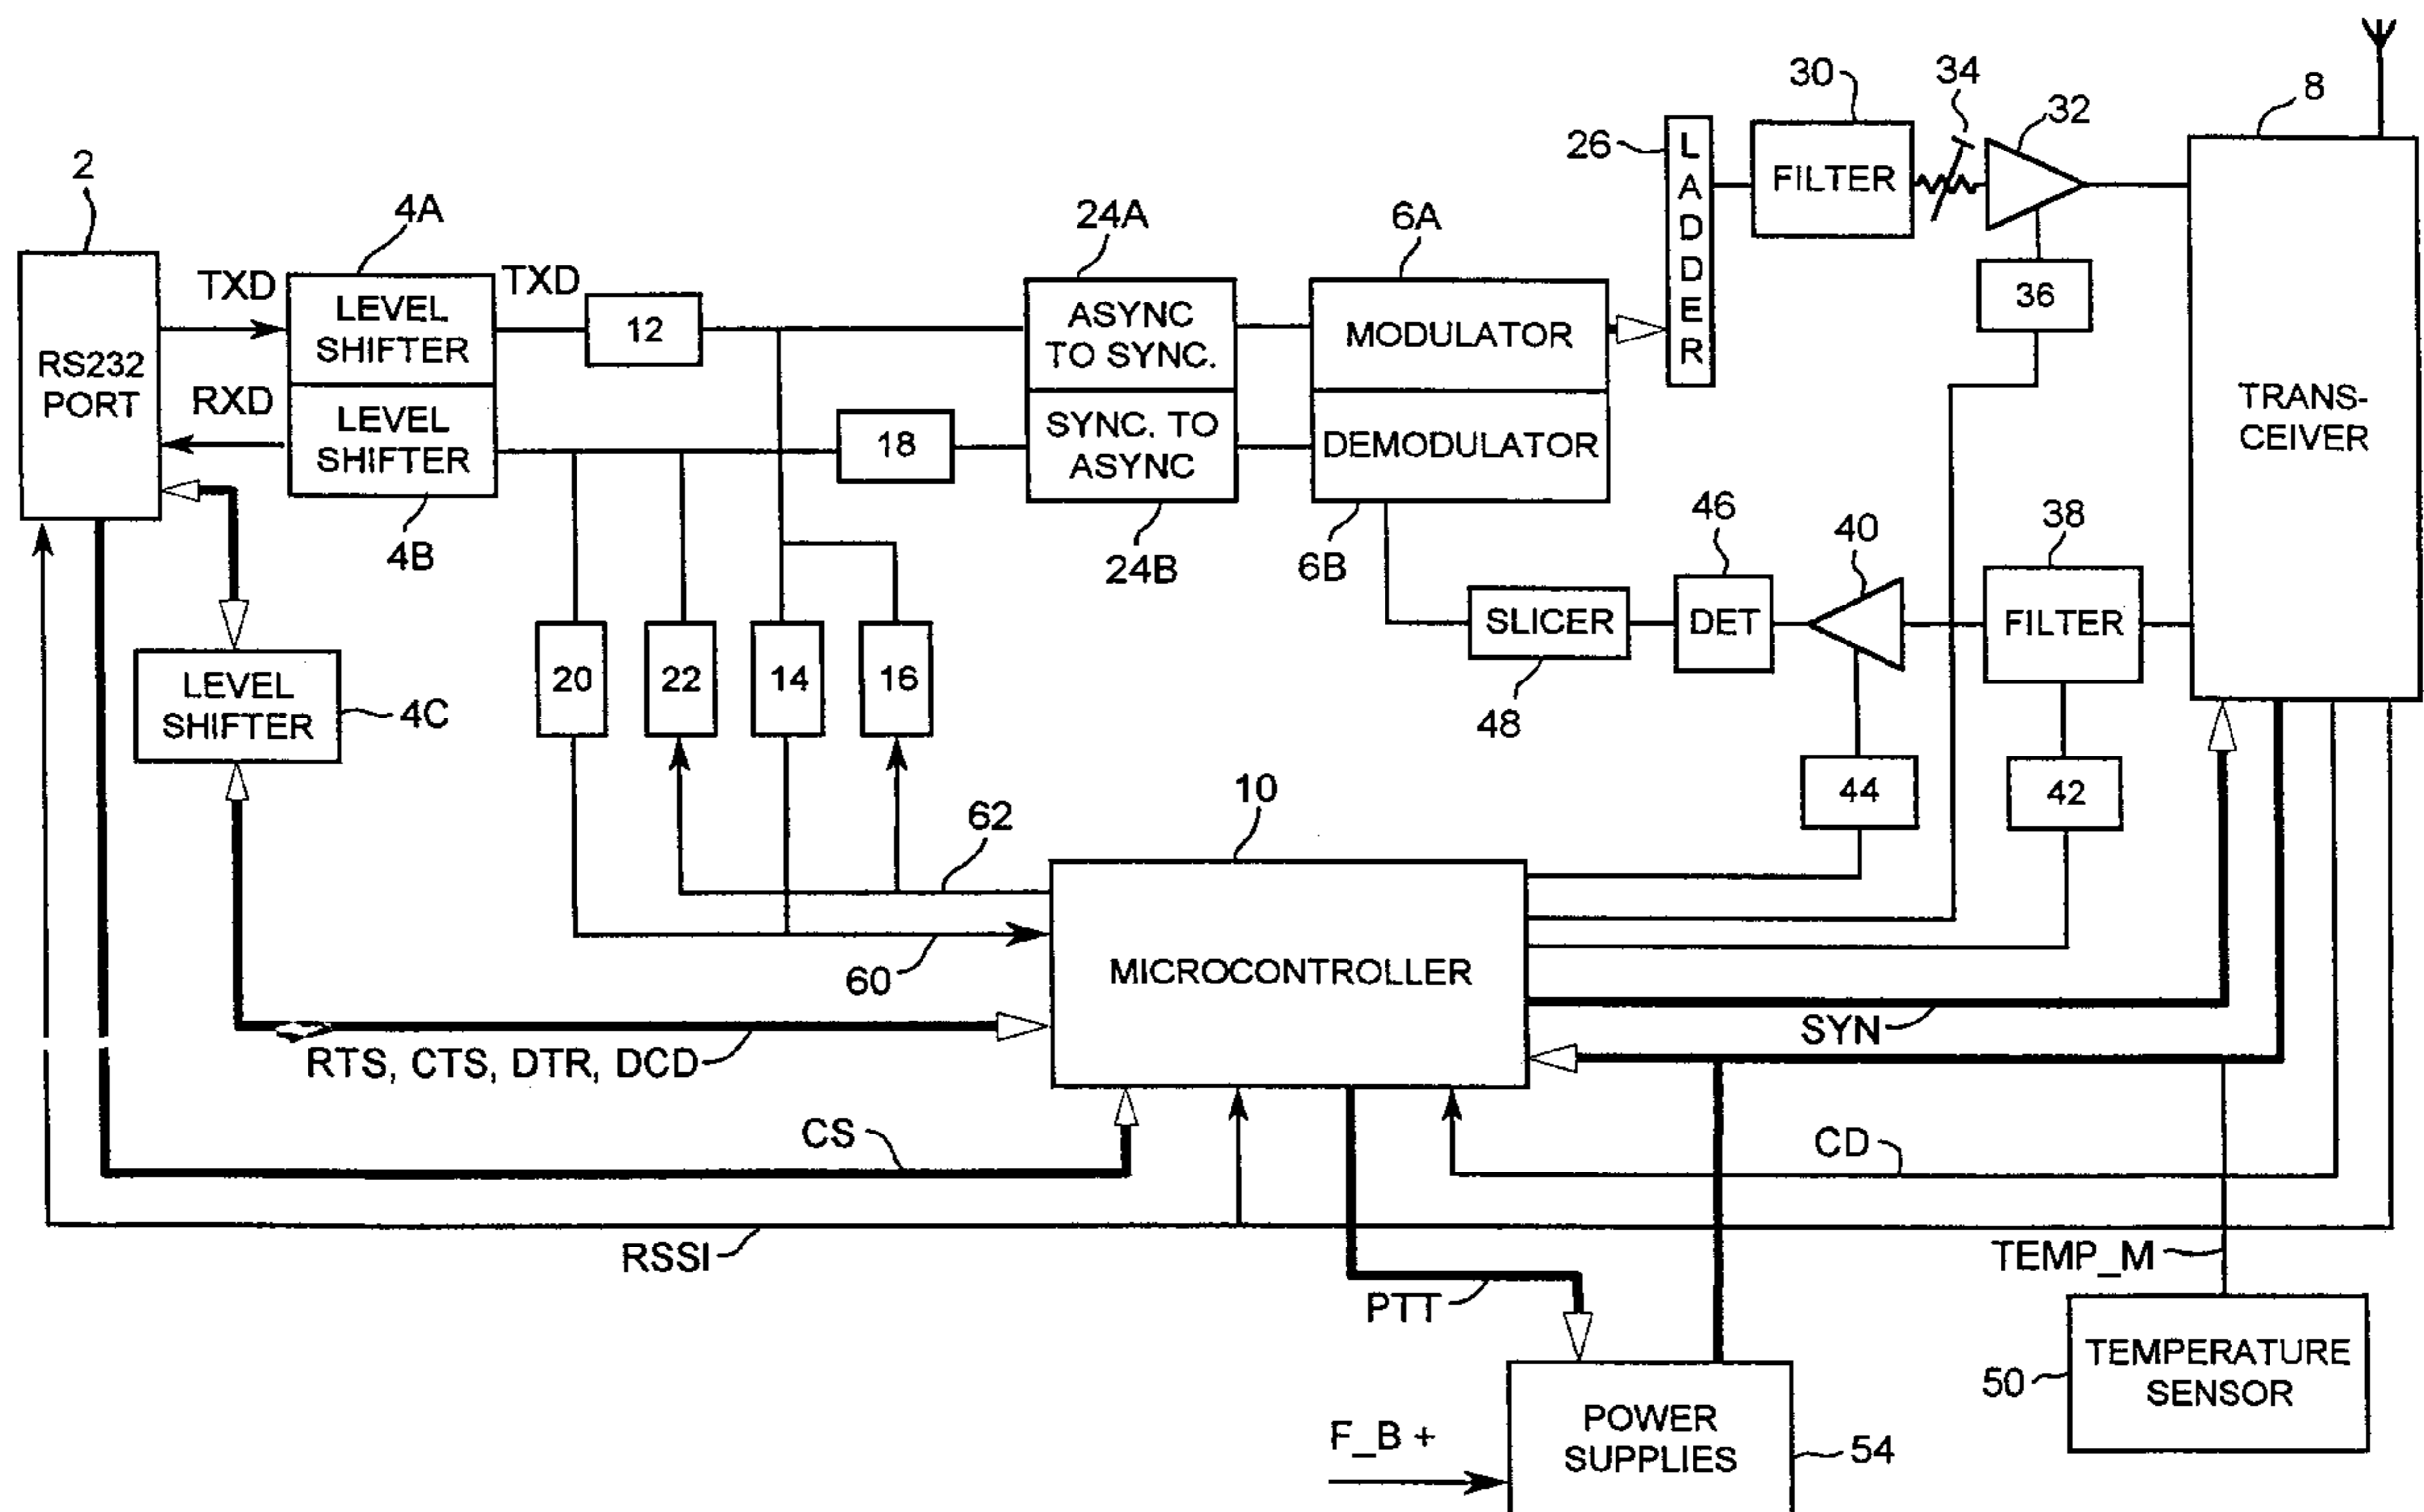 30
34
32
8
2
4A
24A
6A
26
LADDER
FILTER
36
TXD
TXD
LEVEL
SHIFTER
12
ASYNC
TO SYNC.
MODULATOR
RS232
PORT
RXD
LEVEL
SHIFTER
18
SYNC. TO
ASYNC
DEMODULATOR
TRANS-
CEIVER
4B
24B
6B
46
40
38
SLICER
DET
FILTER
48
LEVEL
SHIFTER
4C
20
22
14
16
44
42
10
62
60
MICROCONTROLLER
SYN
RTS, CTS, DTR, DCD
CS
CD
RSSI
TEMP_M
PTT
TEMPERATURE
SENSOR
50
F_B +
POWER
SUPPLIES
54